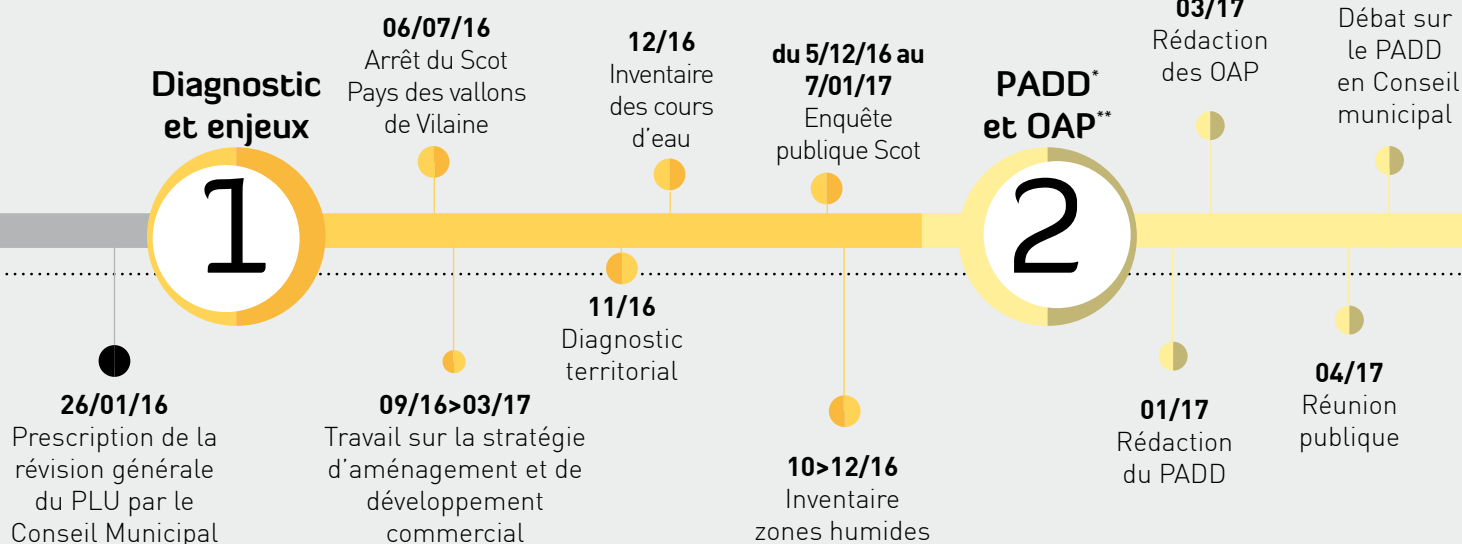 06/07/16
Arrêt du Scot
Pays des vallons
de Vilaine
12/16
Inventaire
des cours
d'eau
du 5/12/16 au
7/01/17
Enquête
publique Scot
03/17
Rédaction
des OAP
Débat sur
le PADD
en Conseil
municipal
Diagnostic
et enjeux
1
PADD*
et OAP**
2
26/01/16
Prescription de la
révision générale
du PLU par le
Conseil Municipal
09/16>03/17
Travail sur la stratégie
d'aménagement et de
développement
commercial
11/16
Diagnostic
territorial
10>12/16
Inventaire
zones humides
01/17
Rédaction
du PADD
04/17
Réunion
publique